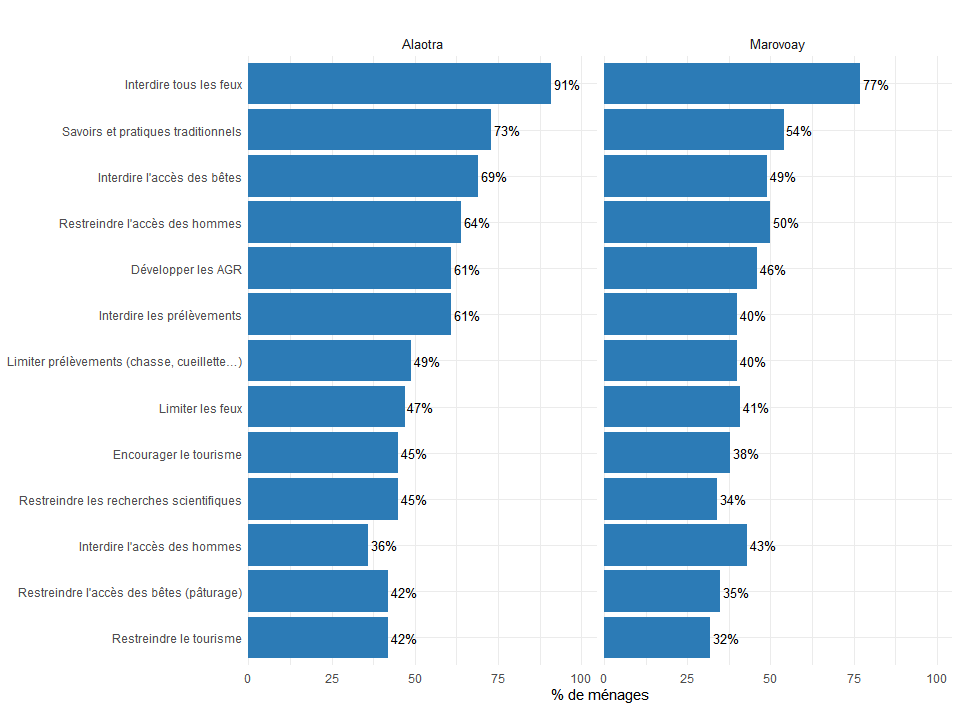 Alaotra Marovoay
Interdire tous les feux 91% 77%
Savoirs et pratiques traditionnels 73% 54%
Interdire l'accès des bêtes 69% 49%
Restreindre l'accès des hommes 64% 50%
Développer les AGR 61% 46%
Interdire les prélèvements 61% 40%
Limiter prélèvements (chasse, cueillette...) 49% 40%
Limiter les feux 47% 41%
Encourager le tourisme 45% 38%
Restreindre les recherches scientifiques 45% 34%
Interdire l'accès des hommes 36% 43%
Restreindre l'accès des bêtes (pâturage) 42% 35%
Restreindre le tourisme 42% 32%
0 25 50 75 100 0 25 50 75 100
% de ménages